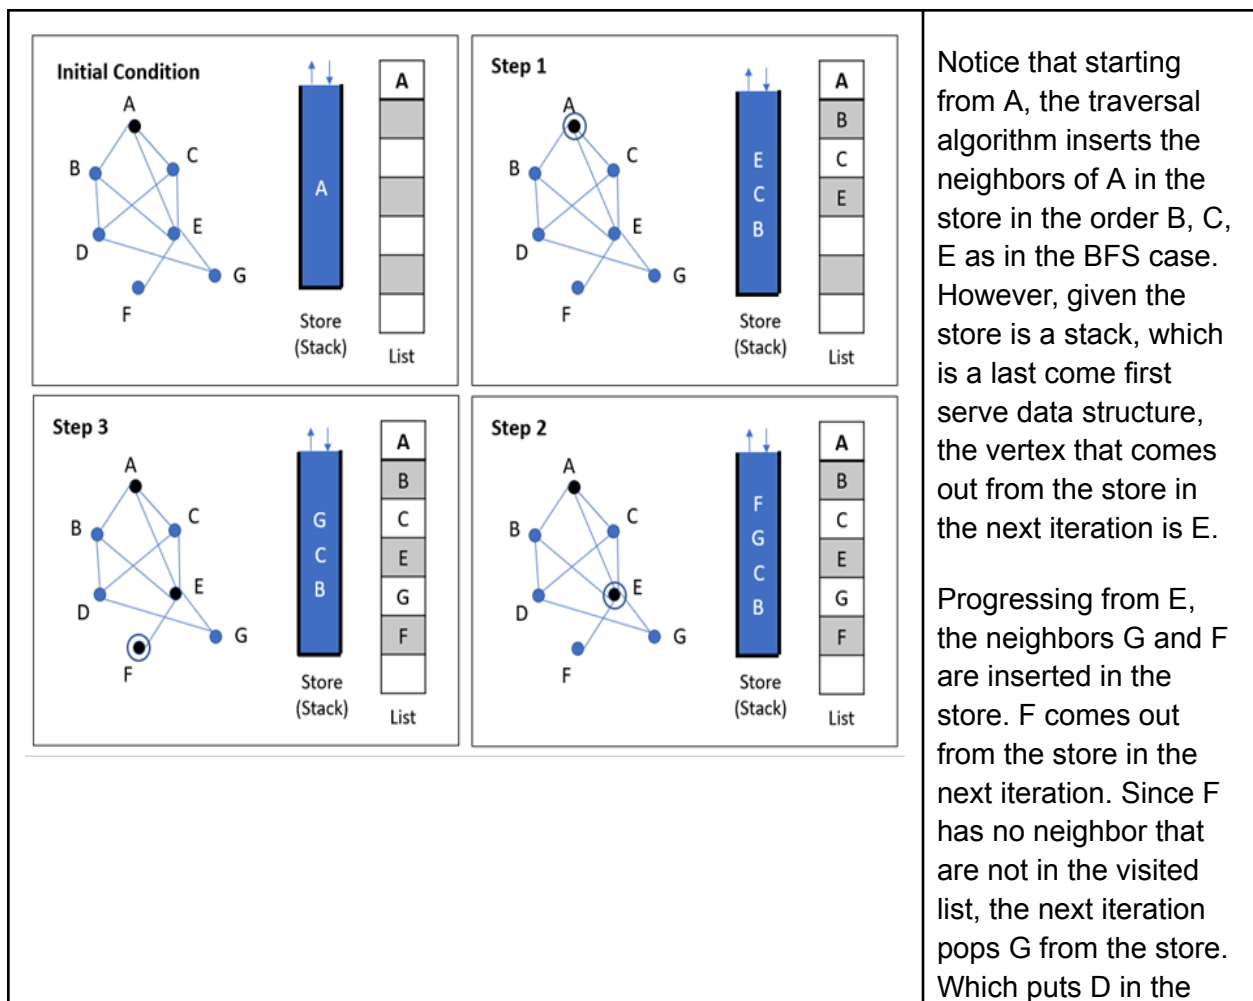 Initial Condition
A
B
C
D
E
F
G
A
Store
(Stack)
A
List
Step 1
A
B
C
D
E
F
G
E
C
B
Store
(Stack)
A
B
C
E
List
Step 3
A
B
C
D
E
F
G
G
C
B
Store
(Stack)
A
B
C
E
G
F
List
Step 2
A
B
C
D
E
F
G
F
G
C
B
Store
(Stack)
A
B
C
E
G
F
List
Notice that starting
from A, the traversal
algorithm inserts the
neighbors of A in the
store in the order B, C,
E as in the BFS case.
However, given the
store is a stack, which
is a last come first
serve data structure,
the vertex that comes
out from the store in
the next iteration is E.
Progressing from E,
the neighbors G and F
are inserted in the
store. F comes out
from the store in the
next iteration. Since F
has no neighbor that
are not in the visited
list, the next iteration
pops G from the store.
Which puts D in the